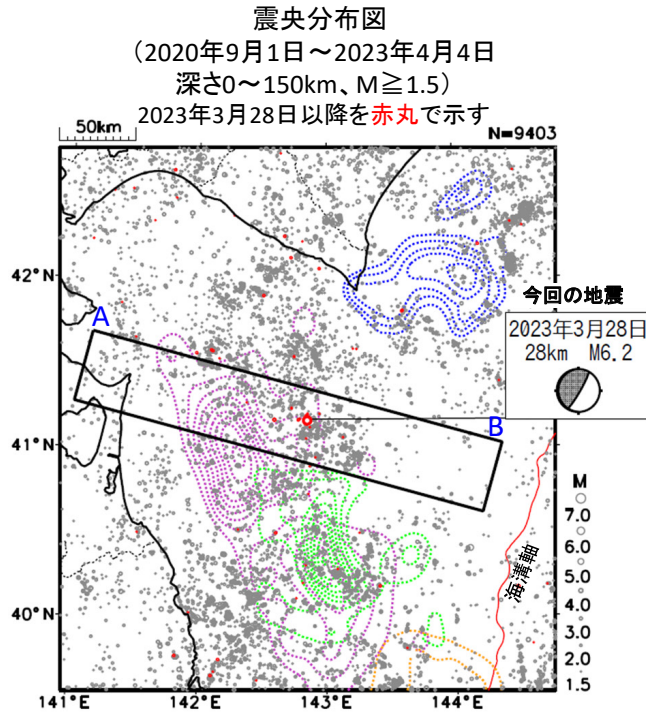 震央分布図
（2020年9月1日～2023年4月4日
深さ0～150km、M≧1.5）
2023年3月28日以降を赤丸で示す
50km
N=9403
42°N
今回の地震
A
2023年3月28日
28km M6.2
B
41°N
M
7.0
6.0
海溝軸
5.0
4.0
40°N
3.0
2.0
1.5
141°E
142°E
143°E
144°E